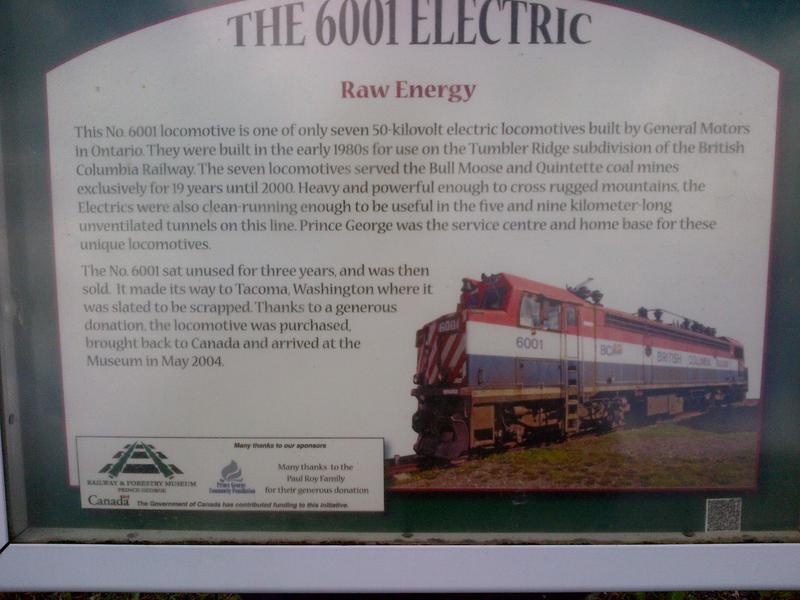 THE 6001 ELECTRIC
Raw Energy
This No. 6001 locomotive is one of only seven 50-kilovolt electric locomotives built by General Motors
in Ontario. They were built in the early 1980s for use on the Tumbler Ridge subdivision of the British
Columbia Railway. The seven locomotives served the Bull Moose and Quintette coal mines
exclusively for 19 years until 2000. Heavy and powerful enough to cross rugged mountains, the
Electrics were also clean-running enough to be useful in the five and nine kilometer-long
unventilated tunnels on this line. Prince George was the service centre and home base for these
unique locomotives.
The No. 6001 sat unused for three years, and was then
sold. It made its way to Tacoma, Washington where it
was slated to be scrapped. Thanks to a generous
donation, the locomotive was purchased,
brought back to Canada and arrived at the
Museum in May 2004.
6001
6001
BCR
BRITISH COLUMBIA RAILWAY
Many thanks to our sponsors
RAILWAY & FORESTRY MUSEUM
PRINCE GEORGE
Prince George
Community Foundation
Many thanks to the
Paul Roy Family
for their generous donation
Canada
The Government of Canada has contributed funding to this initiative.